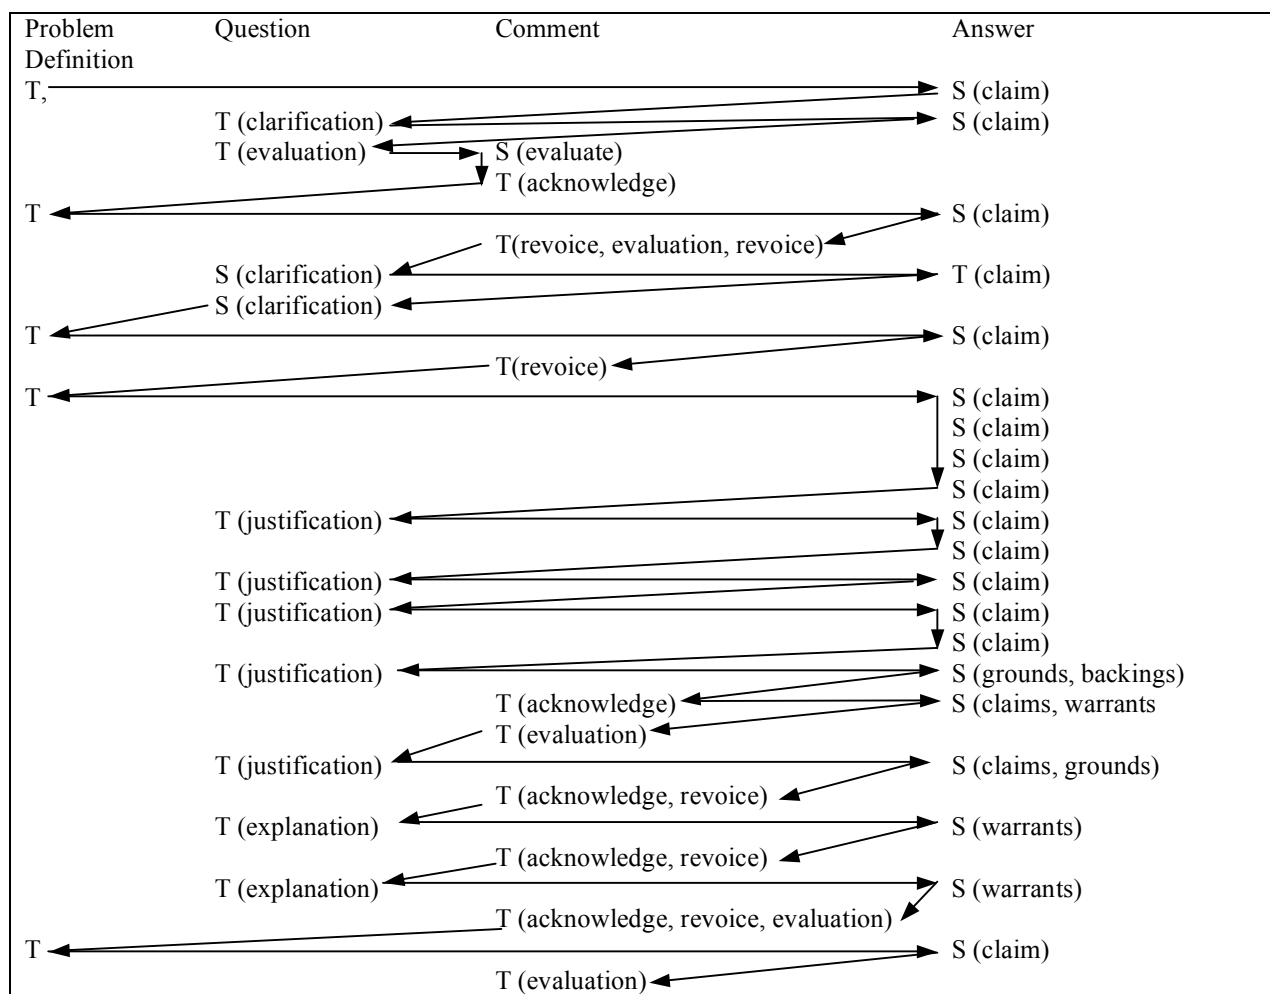 Problem Definition Question Comment Answer
T, S (claim)
T (clarification) S (claim)
T (evaluation) S (evaluate)
T (acknowledge)
T S (claim)
T(revoice, evaluation, revoice)
S (clarification) T (claim)
S (clarification)
T S (claim)
T(revoice)
T S (claim)
S (claim)
S (claim)
S (claim)
T (justification) S (claim)
S (claim)
T (justification) S (claim)
T (justification) S (claim)
S (claim)
T (justification) S (grounds, backings)
T (acknowledge) S (claims, warrants
T (evaluation)
T (justification) S (claims, grounds)
T (acknowledge, revoice)
T (explanation) S (warrants)
T (acknowledge, revoice)
T (explanation) S (warrants)
T (acknowledge, revoice, evaluation)
T S (claim)
T (evaluation)